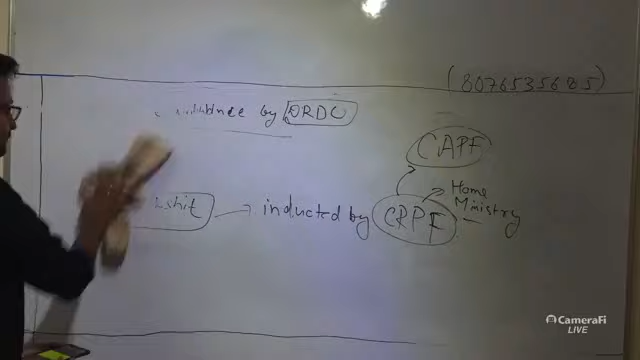 (8076535685)
by DRDO
CAPF
Home
Ministry
inducted by CRPF
CameraFi
LIVE